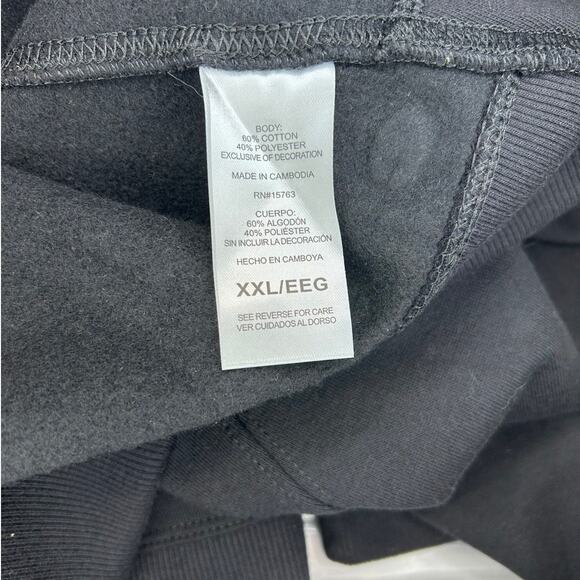 BODY:
60% COTTON
40% POLYESTER
EXCLUSIVE OF DECORATION
MADE IN CAMBODIA
RN#15763
CUERPO:
60% ALGODÓN
40% POLIÉSTER
SIN INCLUIR LA DECORACIÓN
HECHO EN CAMBOYA
XXL/EEG
SEE REVERSE FOR CARE
VER CUIDADOS AL DORSO